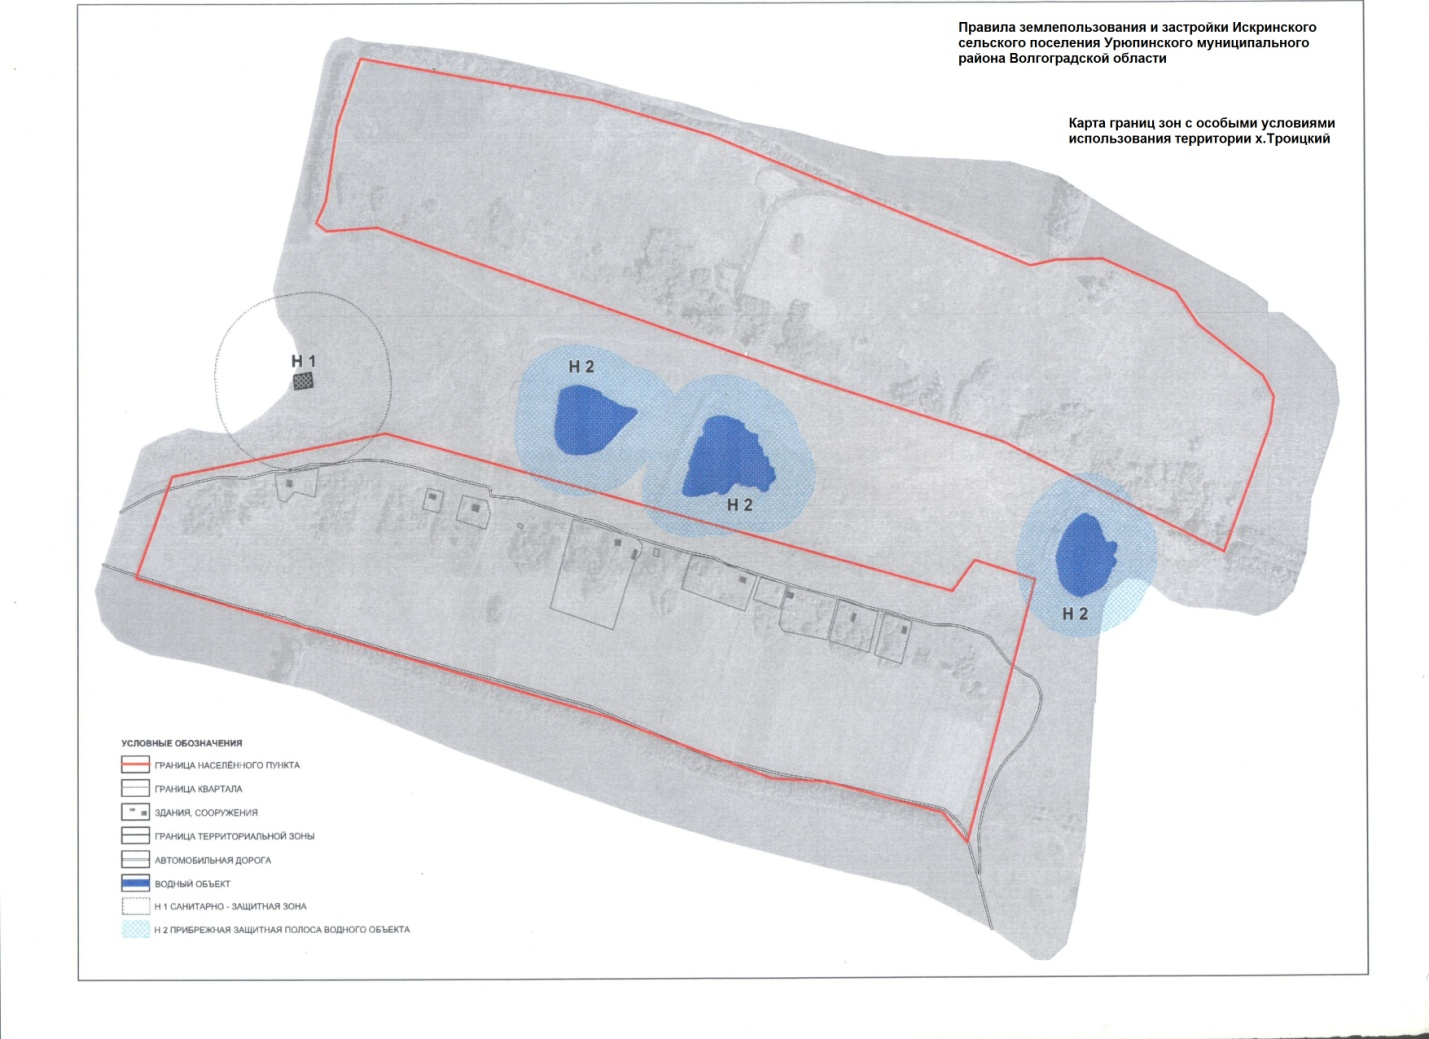 Правила землепользования и застройки Искринского
сельского поселения Урюпинского муниципального
района Волгоградской области
Карта границ зон с особыми условиями
использования территории х.Троицкий
Н 1
Н 2
Н 2
Н 2
УСЛОВНЫЕ ОБОЗНАЧЕНИЯ
ГРАНИЦА НАСЕЛЁННОГО ПУНКТА
ГРАНИЦА КВАРТАЛА
ЗДАНИЯ, СООРУЖЕНИЯ
ГРАНИЦА ТЕРРИТОРИАЛЬНОЙ ЗОНЫ
АВТОМОБИЛЬНАЯ ДОРОГА
ВОДНЫЙ ОБЪЕКТ
Н 1 САНИТАРНО - ЗАЩИТНАЯ ЗОНА
Н 2 ПРИБРЕЖНАЯ ЗАЩИТНАЯ ПОЛОСА ВОДНОГО ОБЪЕКТА